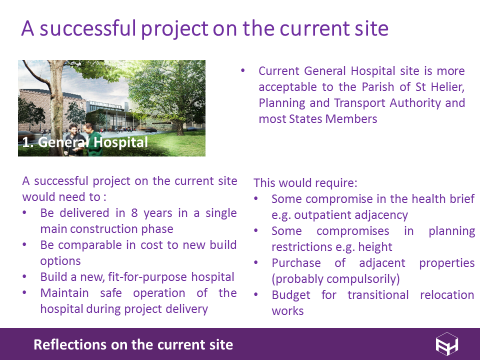 A successful project on the current site
1. General Hospital
• Current General Hospital site is more
acceptable to the Parish of St Helier,
Planning and Transport Authority and
most States Members
A successful project on the current site
would need to :
• Be delivered in 8 years in a single
main construction phase
• Be comparable in cost to new build
options
• Build a new, fit-for-purpose hospital
• Maintain safe operation of the
hospital during project delivery
This would require:
• Some compromise in the health brief
e.g. outpatient adjacency
• Some compromises in planning
restrictions e.g. height
• Purchase of adjacent properties
(probably compulsorily)
• Budget for transitional relocation
works
Reflections on the current site